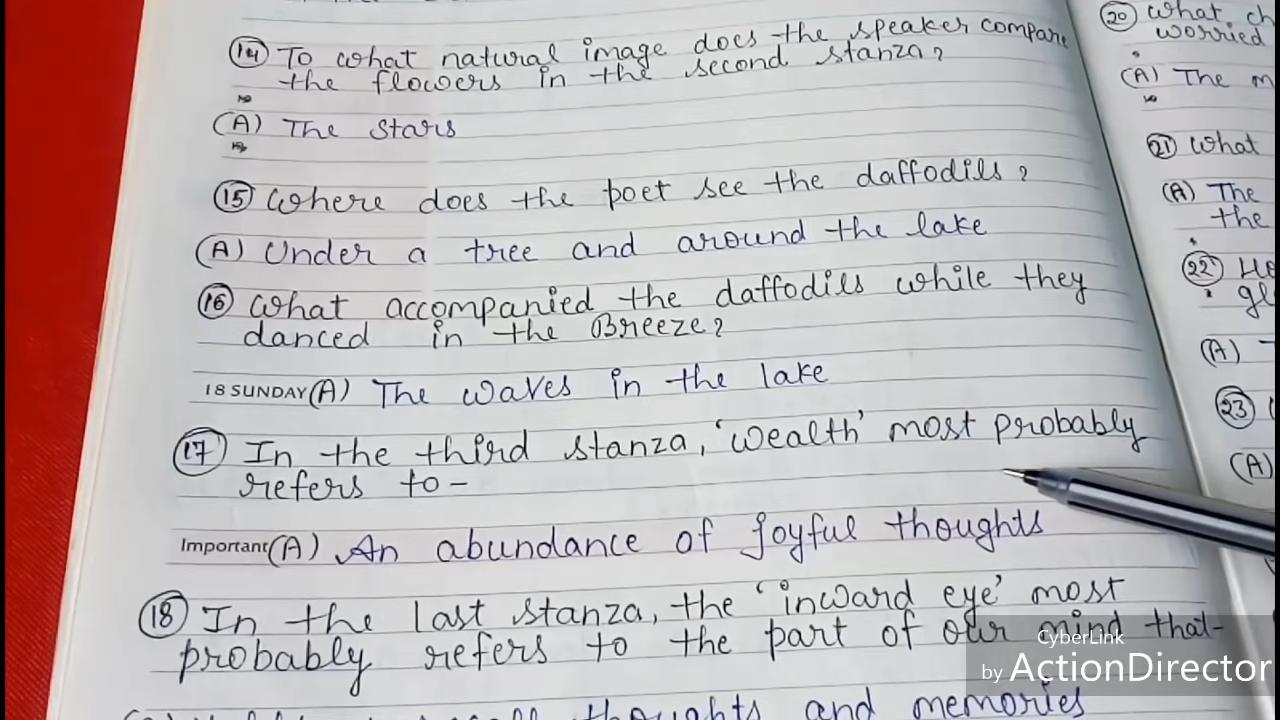 (14) To what natural image does the speaker compare
the flowers in the second stanza?
(A) The stars
(15) Where does the poet see the daffodils?
(A) Under a tree and around the lake
(16) What accompanied the daffodils while they
danced in the Breeze?
18 SUNDAY (A) The waves in the lake
(17) In the third stanza, 'wealth' most probably
refers to-
Important (A) An abundance of joyful thoughts
(18) In the last stanza, the 'inward eye' most
probably refers to the part of our mind that-
thoughts and memories
(20) What
worried
(A) The
(21) What
(A) The
the
(22)
(A)
(23)
(A)
CyberLink
by ActionDirector